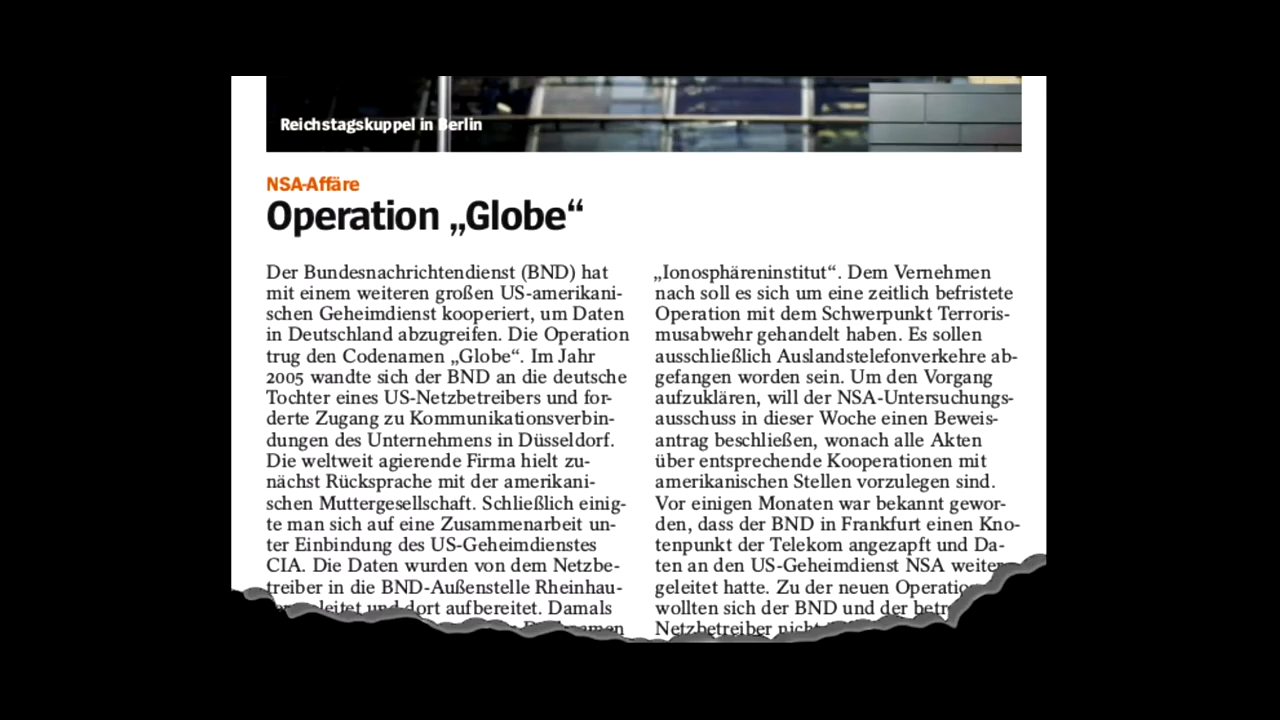 Reichstagskuppel in Berlin
NSA-Affäre
Operation „Globe“
Der Bundesnachrichtendienst (BND) hat
mit einem weiteren großen US-amerikani-
schen Geheimdienst kooperiert, um Daten
in Deutschland abzugreifen. Die Operation
trug den Codenamen „Globe“. Im Jahr
2005 wandte sich der BND an die deutsche
Tochter eines US-Netzbetreibers und for-
derte Zugang zu Kommunikationsverbin-
dungen des Unternehmens in Düsseldorf.
Die weltweit agierende Firma hielt zu-
nächst Rücksprache mit der amerikani-
schen Muttergesellschaft. Schließlich einig-
te man sich auf eine Zusammenarbeit un-
ter Einbindung des US-Geheimdienstes
CIA. Die Daten wurden von dem Netzbe-
treiber in die BND-Außenstelle Rheinhau-
und dort aufbereitet. Damals
„Ionosphäreninstitut“. Dem Vernehmen
nach soll es sich um eine zeitlich befristete
Operation mit dem Schwerpunkt Terroris-
musabwehr gehandelt haben. Es sollen
ausschließlich Auslandstelefonverkehre ab-
gefangen worden sein. Um den Vorgang
aufzuklären, will der NSA-Untersuchungs-
ausschuss in dieser Woche einen Beweis-
antrag beschließen, wonach alle Akten
über entsprechende Kooperationen mit
amerikanischen Stellen vorzulegen sind.
Vor einigen Monaten war bekannt gewor-
den, dass der BND in Frankfurt einen Kno-
tenpunkt der Telekom angezapft und Da-
ten an den US-Geheimdienst NSA weiter
geleitet hatte. Zu der neuen
wollten sich der BND und der
Netzbetreiber